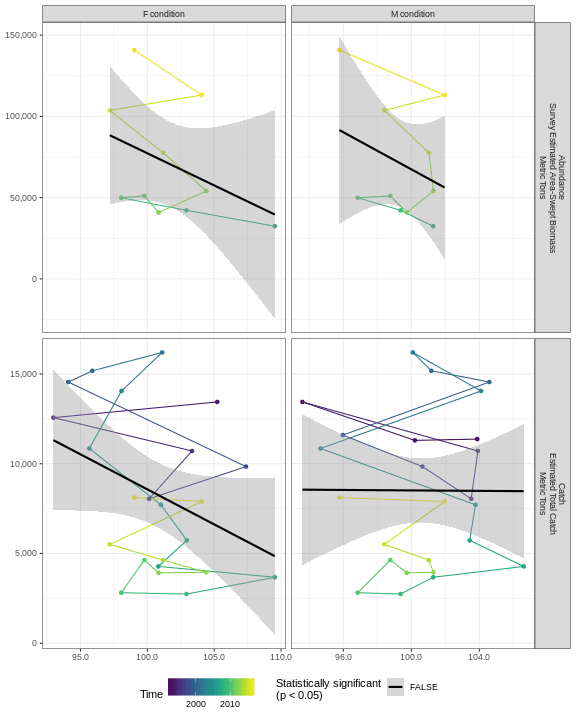 F condition
M condition
150,000
100,000
50,000
0
Abundance
Survey Estimated Area-Swept Biomass
Metric Tons
15,000
10,000
5,000
0
Catch
Estimated Total Catch
Metric Tons
95.0
100.0
105.0
110.0
96.0
100.0
104.0
Time
2000
2010
Statistically significant
(p < 0.05)
FALSE